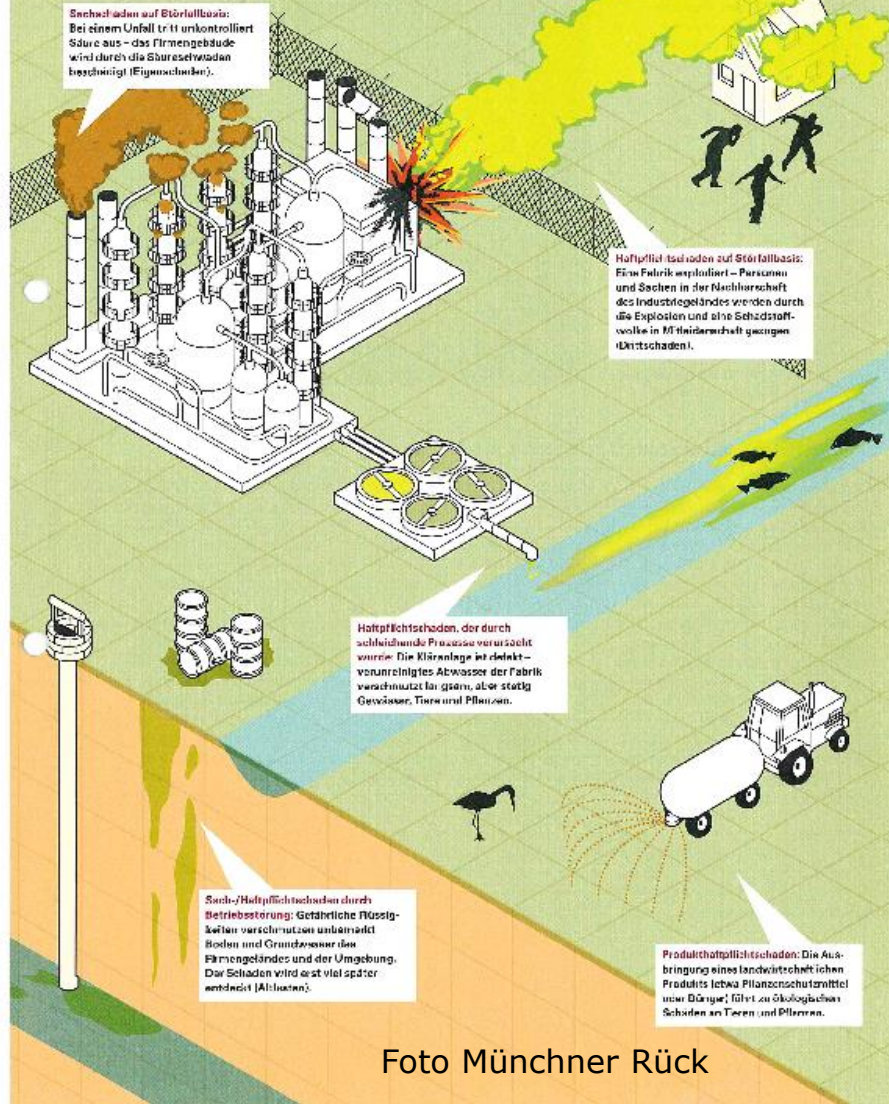 Sachschaden auf Störfallbasis:
Bei einem Unfall tritt unkontrolliert
Säure aus – das Firmengebäude
wird durch die Säureschwaden
beschädigt (Eigenschaden).
Haftpflichtschaden auf Störfallbasis:
Eine Fabrik explodiert – Personen
und Sachen in der Nachbarschaft
des Industriegeländes werden durch
die Explosion und eine Schadstoff-
wolke in Mitleidenschaft gezogen
(Drittschaden).
Haftpflichtschaden, der durch
schleichende Prozesse verursacht
wurde: Die Kläranlage ist defekt –
verunreinigtes Abwasser der Fabrik
verschmutzt langsam, aber stetig
Gewässer, Tiere und Pflanzen.
Sach-/Haftpflichtschaden durch
Betriebsstörung: Gefährliche Flüssig-
keiten verschmutzen unbemerkt
Boden und Grundwasser des
Firmengeländes und der Umgebung.
Der Schaden wird erst viel später
entdeckt (Altlasten).
Produkthaftpflichtschaden: Die Aus-
bringung eines landwirtschaftlichen
Produkts (etwa Pflanzenschutzmittel
oder Dünger) führt zu ökologischen
Schäden an Tieren und Pflanzen.
Foto Münchner Rück